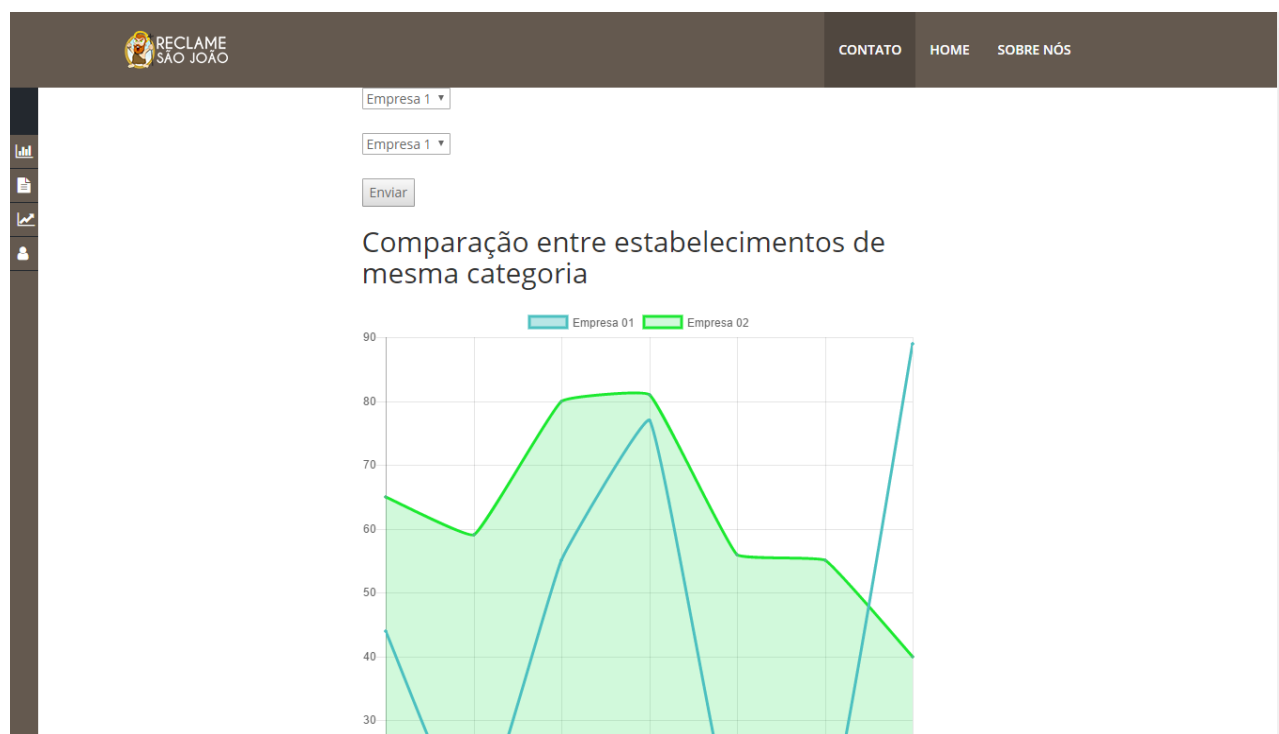 RECLAME
SÃO JOÃO
CONTATO HOME SOBRE NÓS
Empresa 1
Empresa 1
Enviar
Comparação entre estabelecimentos de
mesma categoria
Empresa 01 Empresa 02
90
80
70
60
50
40
30